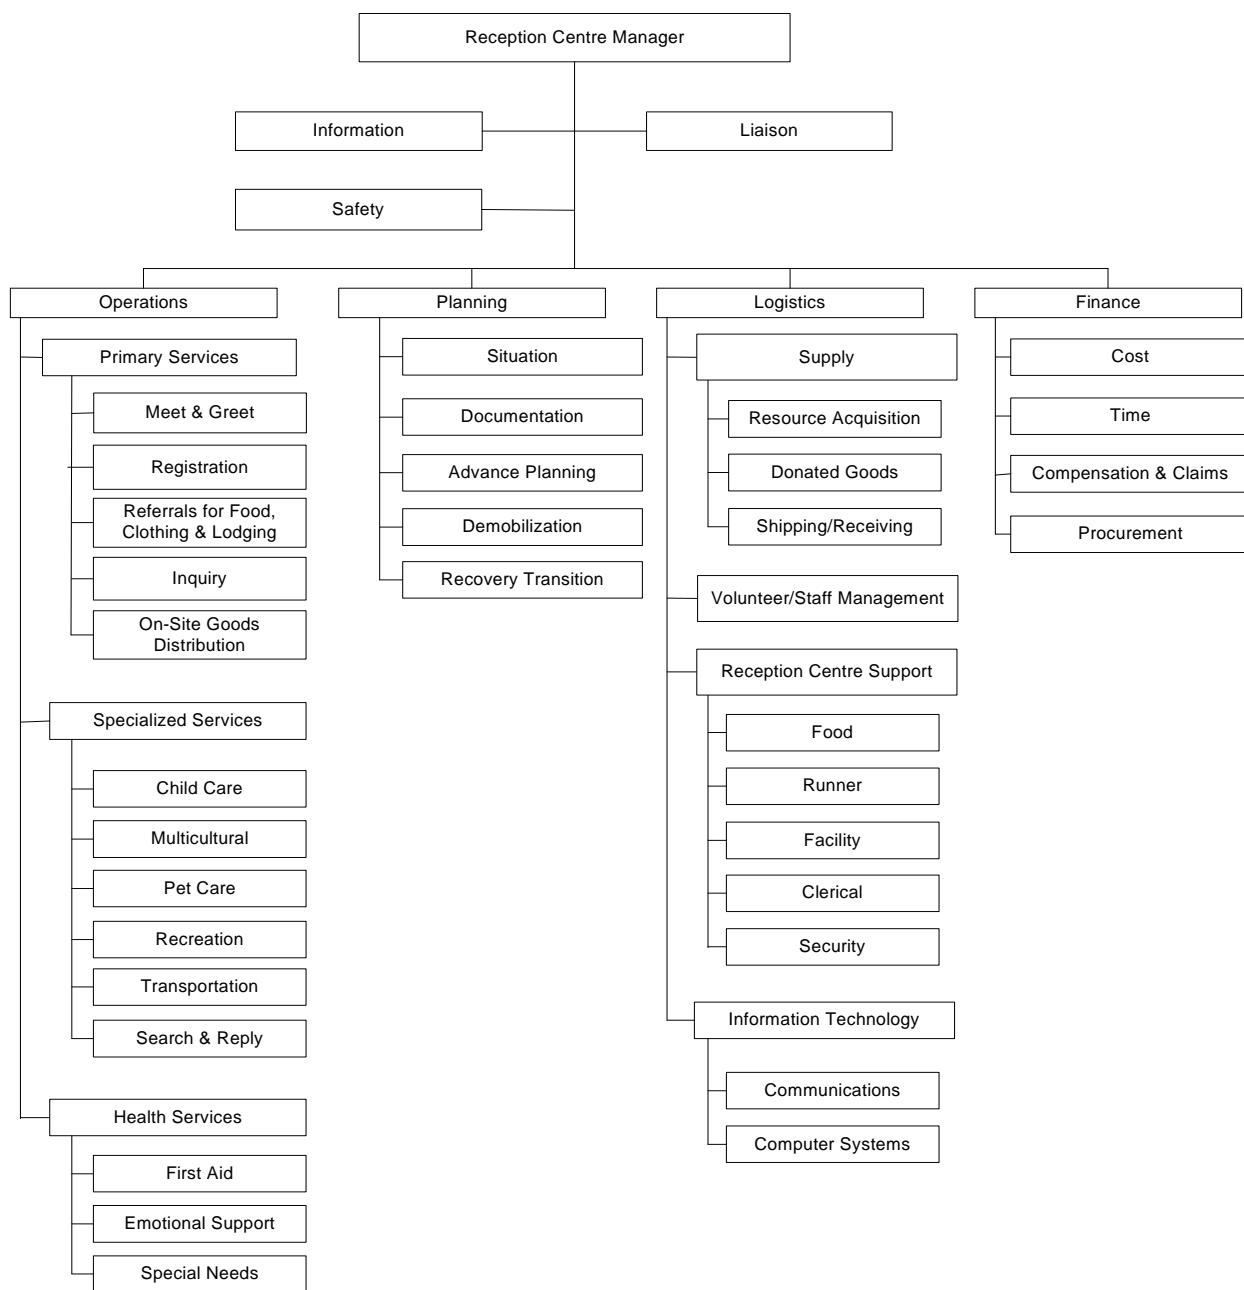 Reception Centre Manager
Information
Liaison
Safety
Operations
Planning
Logistics
Finance
Primary Services
Meet & Greet
Registration
Referrals for Food,
Clothing & Lodging
Inquiry
On-Site Goods
Distribution
Specialized Services
Child Care
Multicultural
Pet Care
Recreation
Transportation
Search & Reply
Health Services
First Aid
Emotional Support
Special Needs
Situation
Documentation
Advance Planning
Demobilization
Recovery Transition
Supply
Resource Acquisition
Donated Goods
Shipping/Receiving
Volunteer/Staff Management
Reception Centre Support
Food
Runner
Facility
Clerical
Security
Information Technology
Communications
Computer Systems
Cost
Time
Compensation & Claims
Procurement